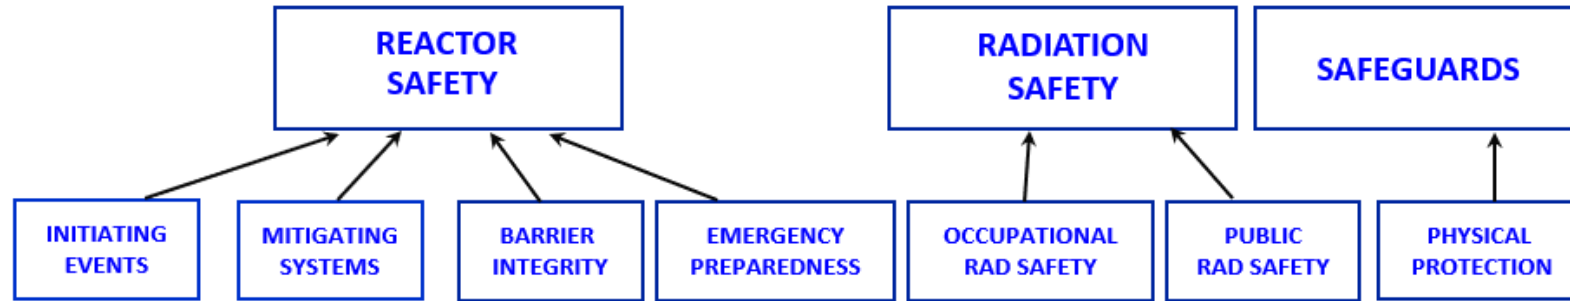 REACTOR
SAFETY
RADIATION
SAFETY
SAFEGUARDS
INITIATING
EVENTS
MITIGATING
SYSTEMS
BARRIER
INTEGRITY
EMERGENCY
PREPAREDNESS
OCCUPATIONAL
RAD SAFETY
PUBLIC
RAD SAFETY
PHYSICAL
PROTECTION